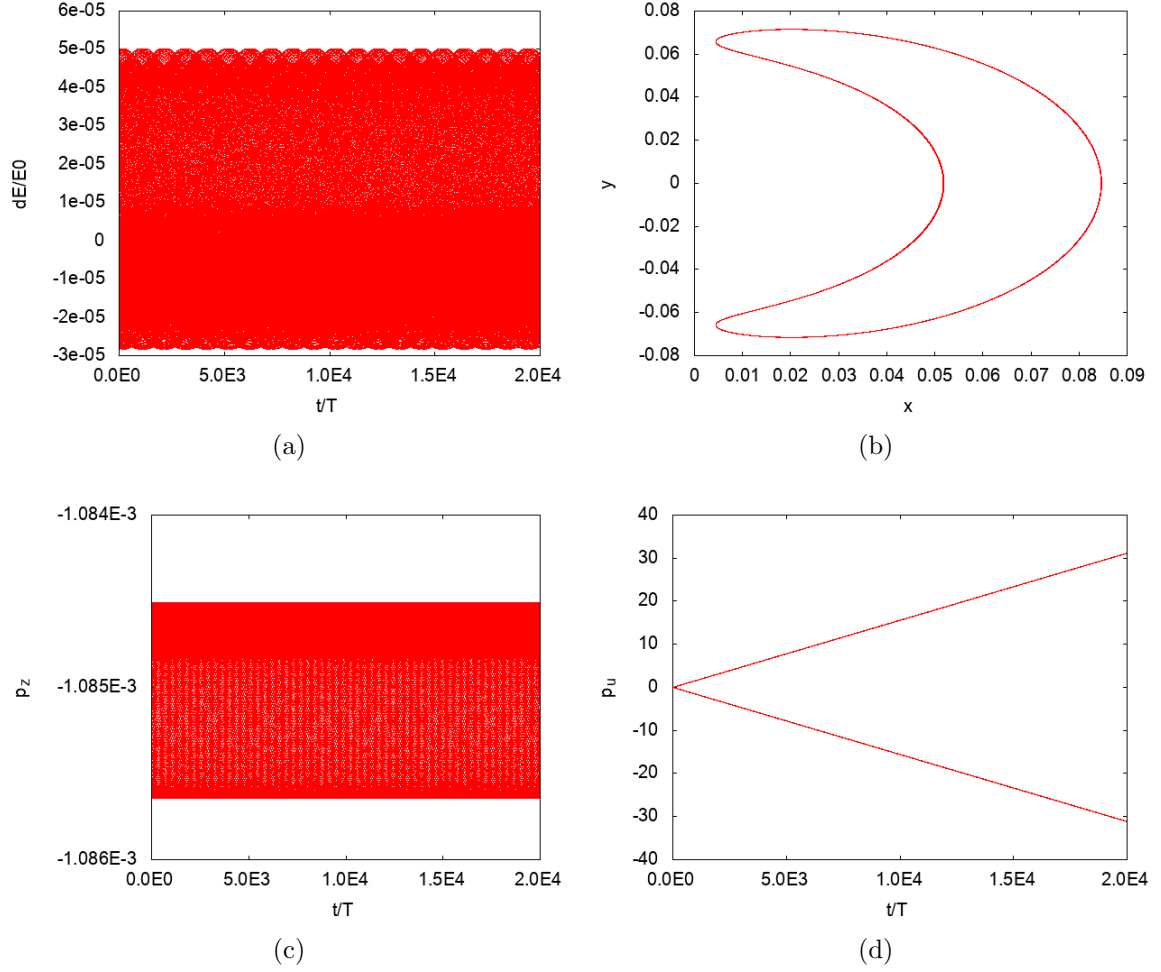 6e-05
5e-05
4e-05
3e-05
2e-05
1e-05
0
-1e-05
-2e-05
-3e-05
dE/E0
0.0E0 5.0E3 1.0E4 1.5E4 2.0E4
t/T
(a)
0.08
0.06
0.04
0.02
0
-0.02
-0.04
-0.06
-0.08
y
0 0.01 0.02 0.03 0.04 0.05 0.06 0.07 0.08 0.09
x
(b)
-1.084E-3
-1.085E-3
-1.086E-3
pz
0.0E0 5.0E3 1.0E4 1.5E4 2.0E4
t/T
(c)
40
30
20
10
0
-10
-20
-30
-40
pu
0.0E0 5.0E3 1.0E4 1.5E4 2.0E4
t/T
(d)